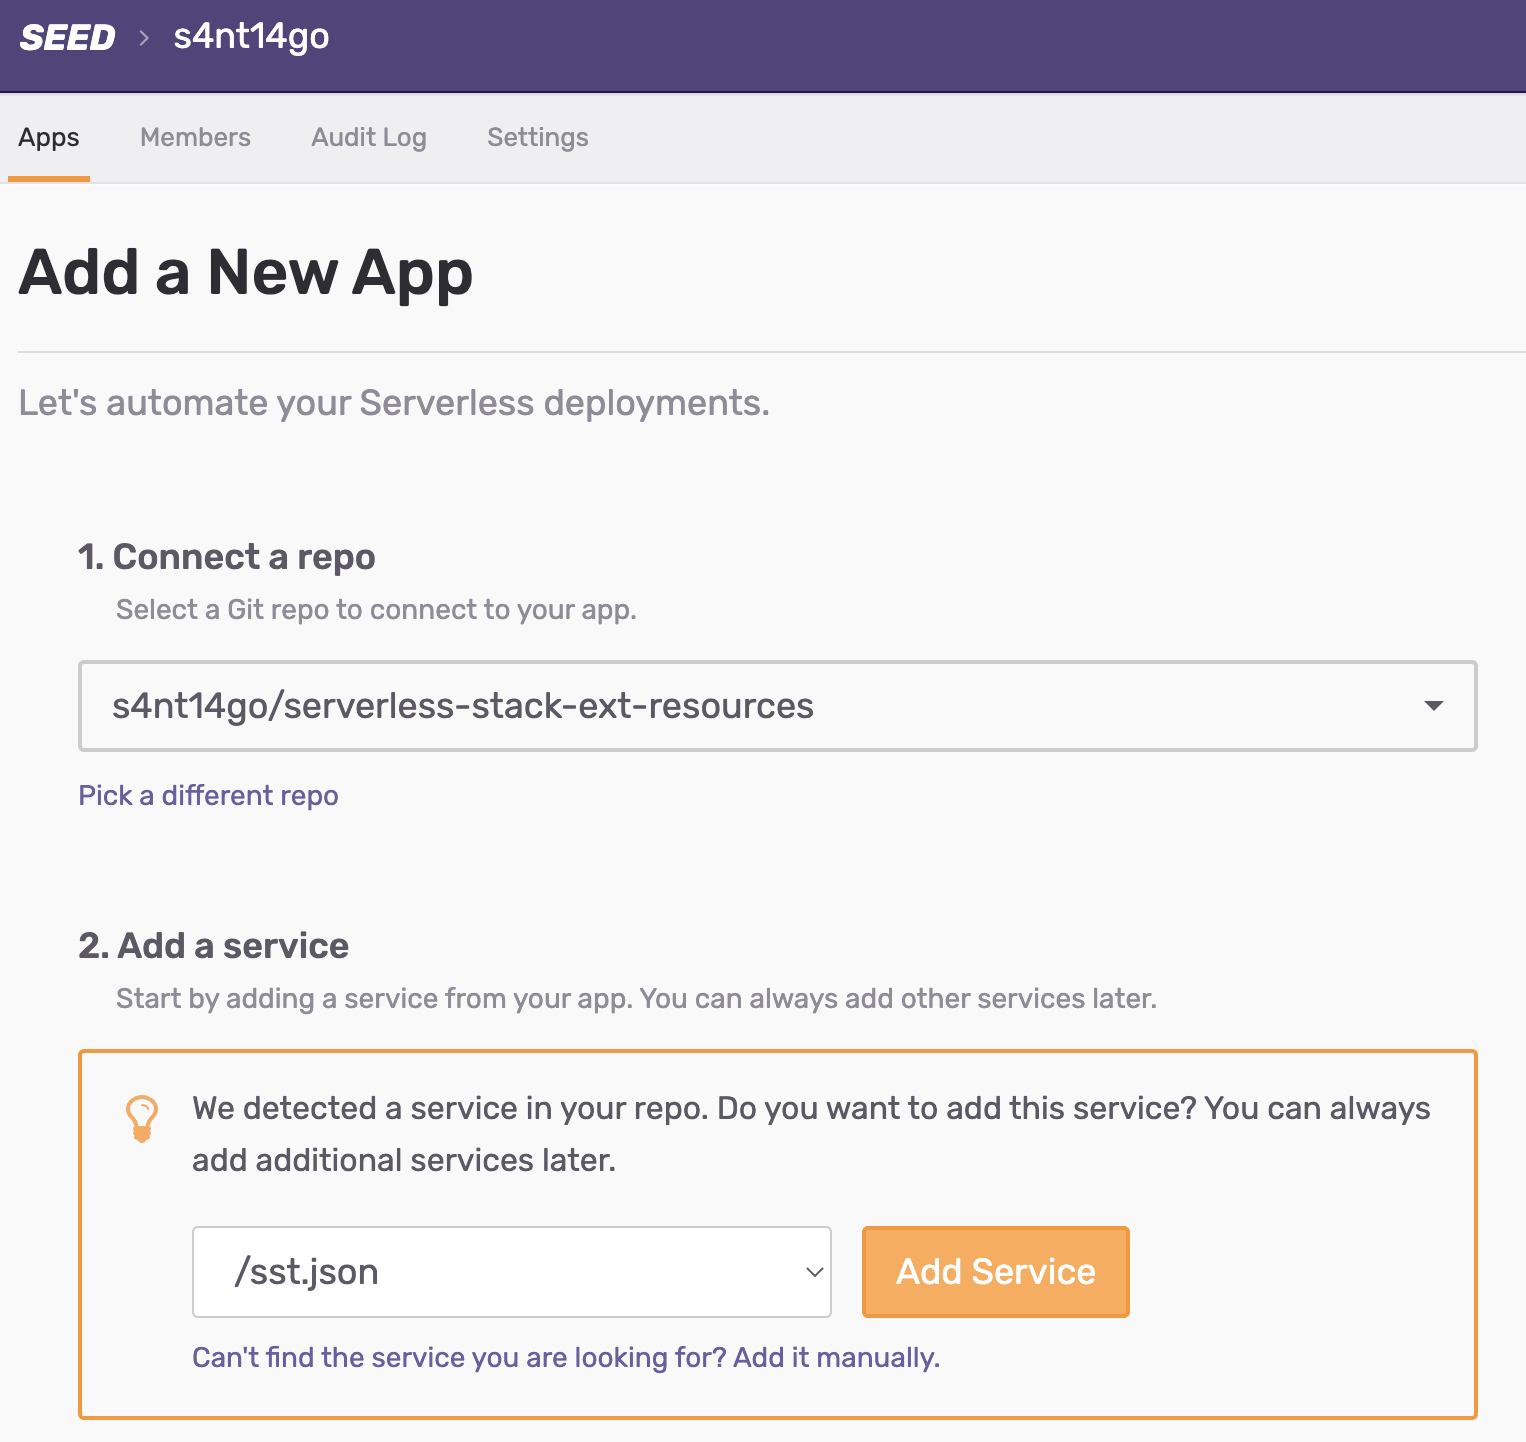 SEED > s4nt14go
Apps Members Audit Log Settings
Add a New App
Let's automate your Serverless deployments.
1. Connect a repo
Select a Git repo to connect to your app.
s4nt14go/serverless-stack-ext-resources
Pick a different repo
2. Add a service
Start by adding a service from your app. You can always add other services later.
We detected a service in your repo. Do you want to add this service? You can always
add additional services later.
/sst.json Add Service
Can't find the service you are looking for? Add it manually.